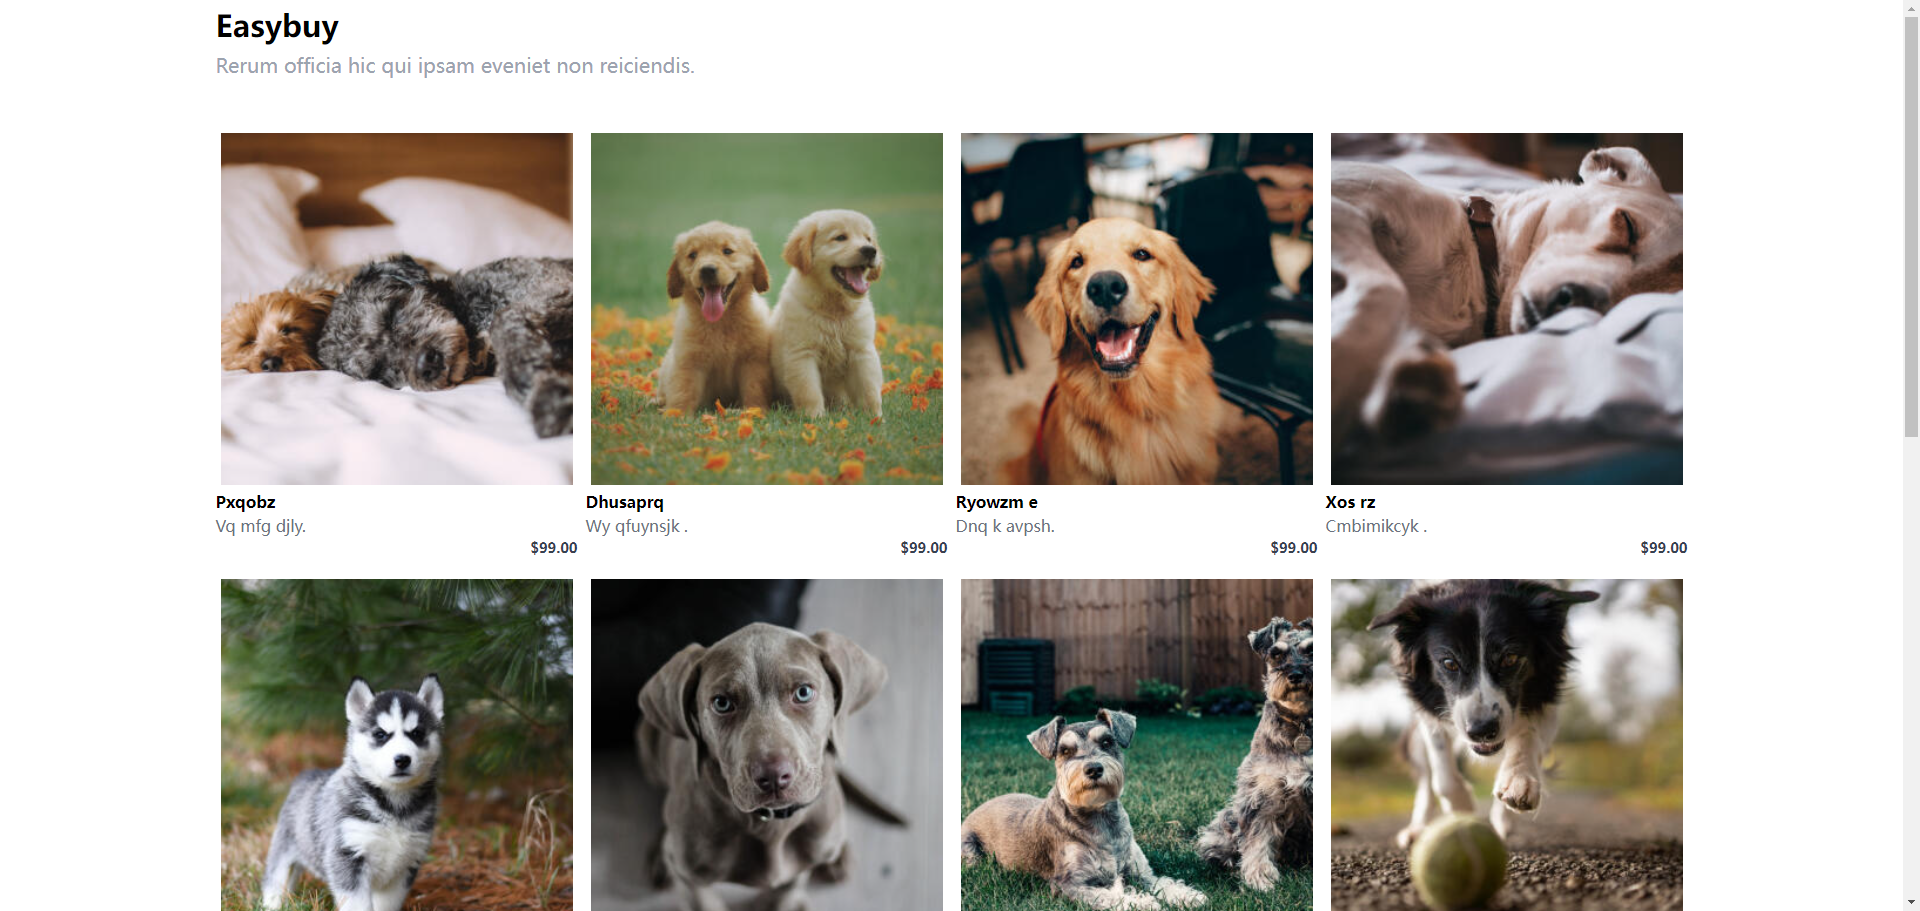 Easybuy
Rerum officia hic qui ipsam eveniet non reiciendis.
Pxqobz
Vq mfg djly.
$99.00
Dhusaprq
Wy qfuynsjk .
$99.00
Ryowzm e
Dnq k avpsh.
$99.00
Xos rz
Cmbimikcyk .
$99.00